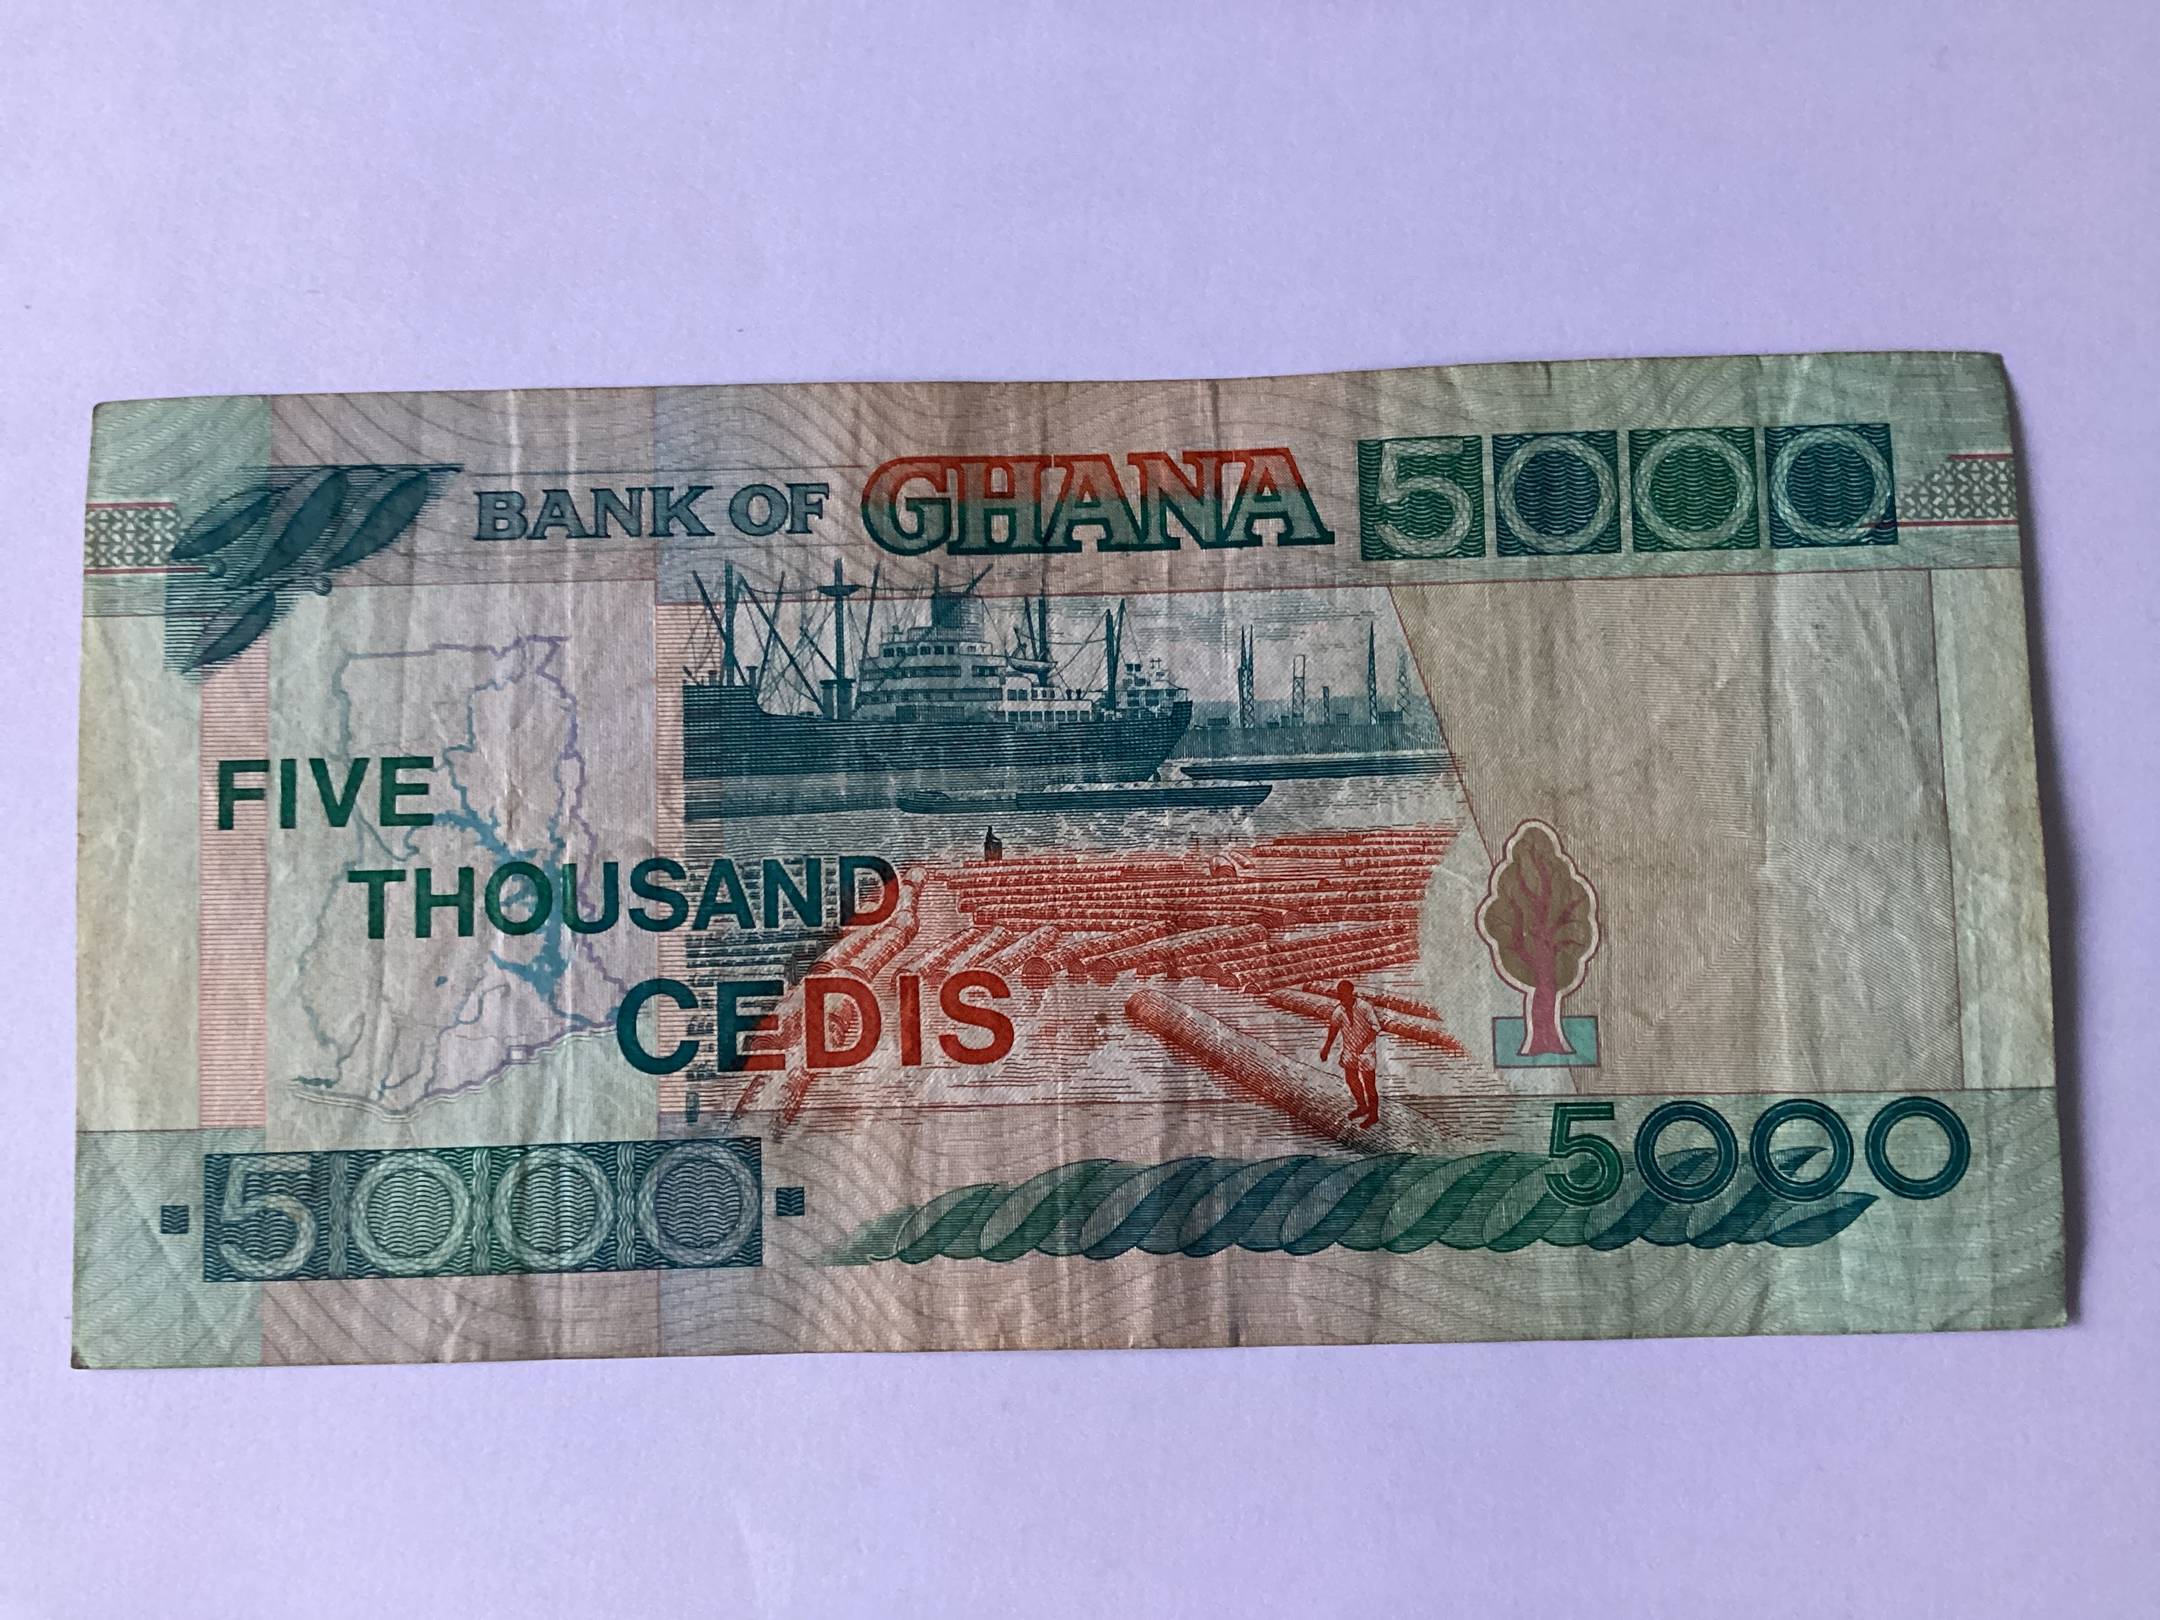 BANK OF GHANA 5000
FIVE
THOUSAND
CEDIS
5000
5000